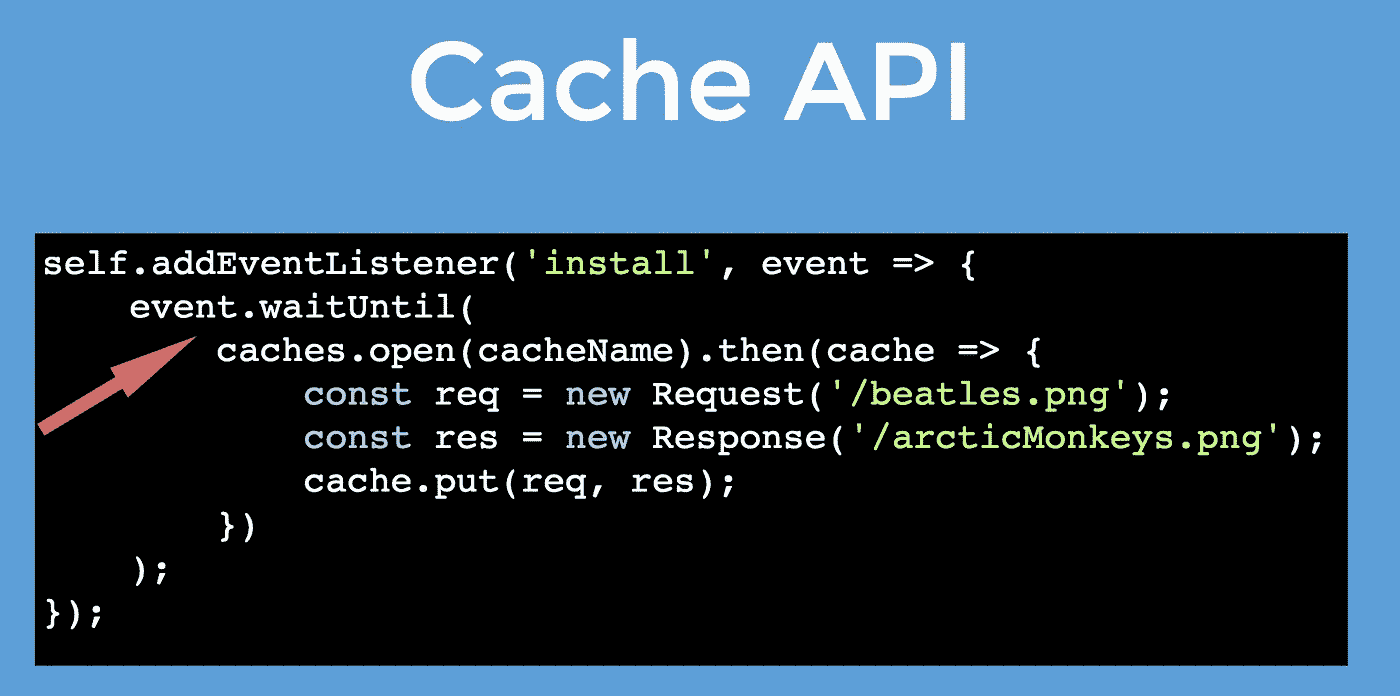 Cache API
self.addEventListener('install', event => {
event.waitUntil(
caches.open(cacheName).then(cache => {
const req = new Request('/beatles.png');
const res = new Response('/arcticMonkeys.png');
cache.put(req, res);
})
);
});